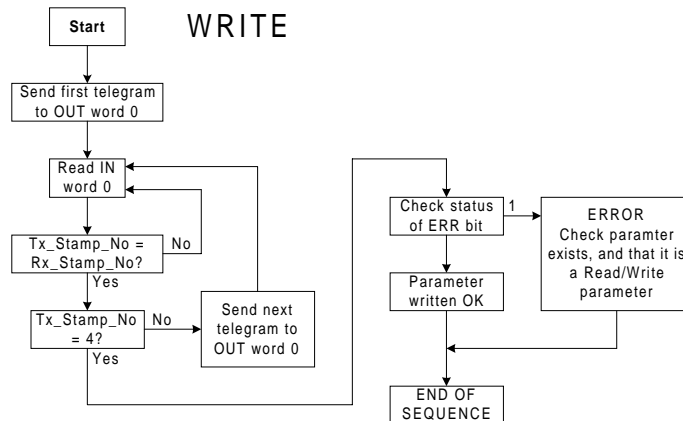 Start
WRITE
Send first telegram
to OUT word 0
Read IN
word 0
Tx_Stamp_No =
Rx_Stamp_No?
No
Yes
Tx_Stamp_No
= 4?
No
Yes
Send next
telegram to
OUT word 0
Check status
of ERR bit
1
ERROR
Check paramter
exists, and that it is
a Read/Write
parameter
Parameter
written OK
END OF
SEQUENCE